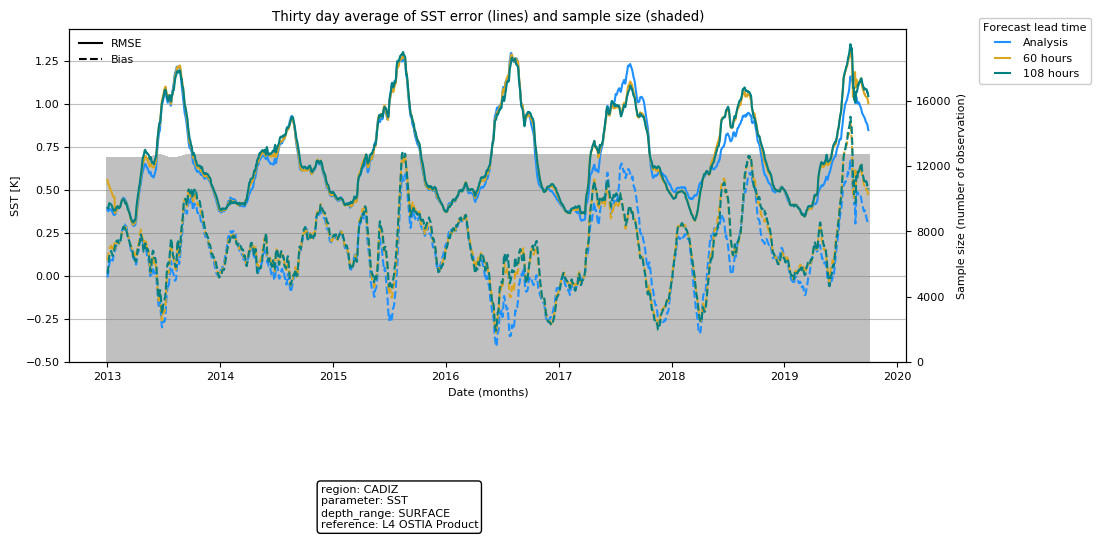 Thirty day average of SST error (lines) and sample size (shaded)
RMSE
Bias
Forecast lead time
Analysis
60 hours
108 hours
SST [K]
1.25
1.00
0.75
0.50
0.25
0.00
−0.25
−0.50
16000
12000
8000
4000
0
Sample size (number of observation)
2013
2014
2015
2016
2017
2018
2019
2020
Date (months)
region: CADIZ
parameter: SST
depth_range: SURFACE
reference: L4 OSTIA Product